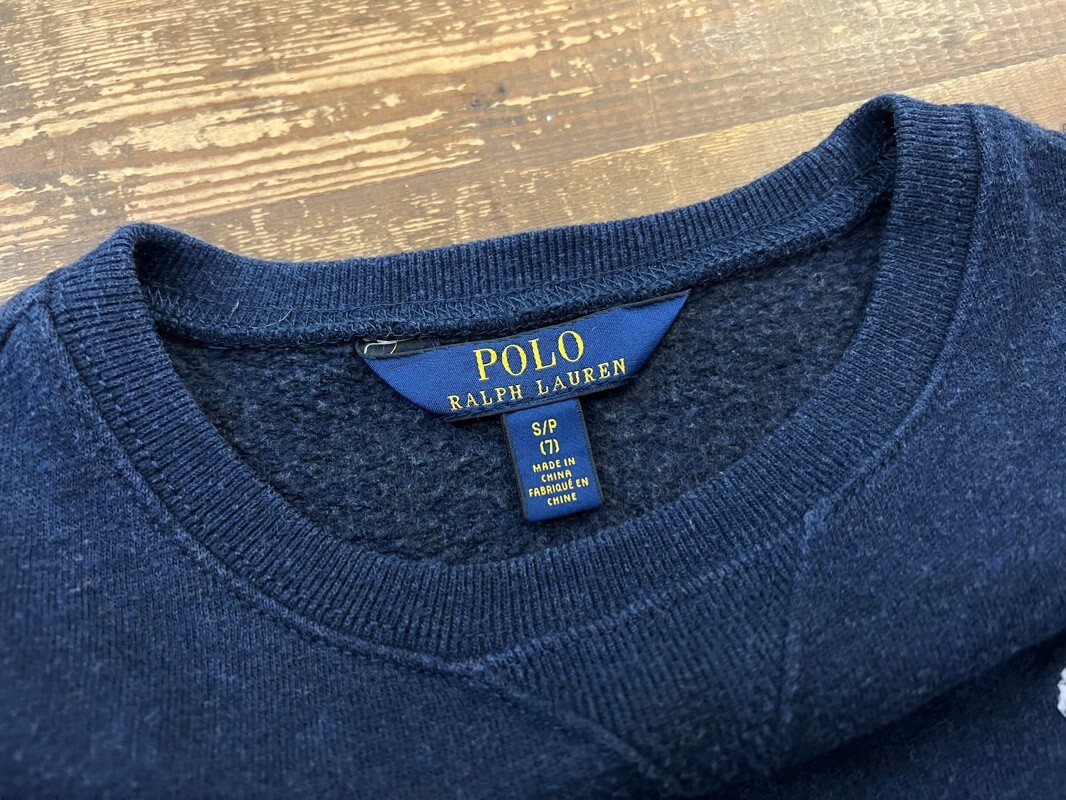 POLO
RALPH LAUREN
S/P
(7)
MADE IN
CHINA
FABRIQUÉ EN
CHINE